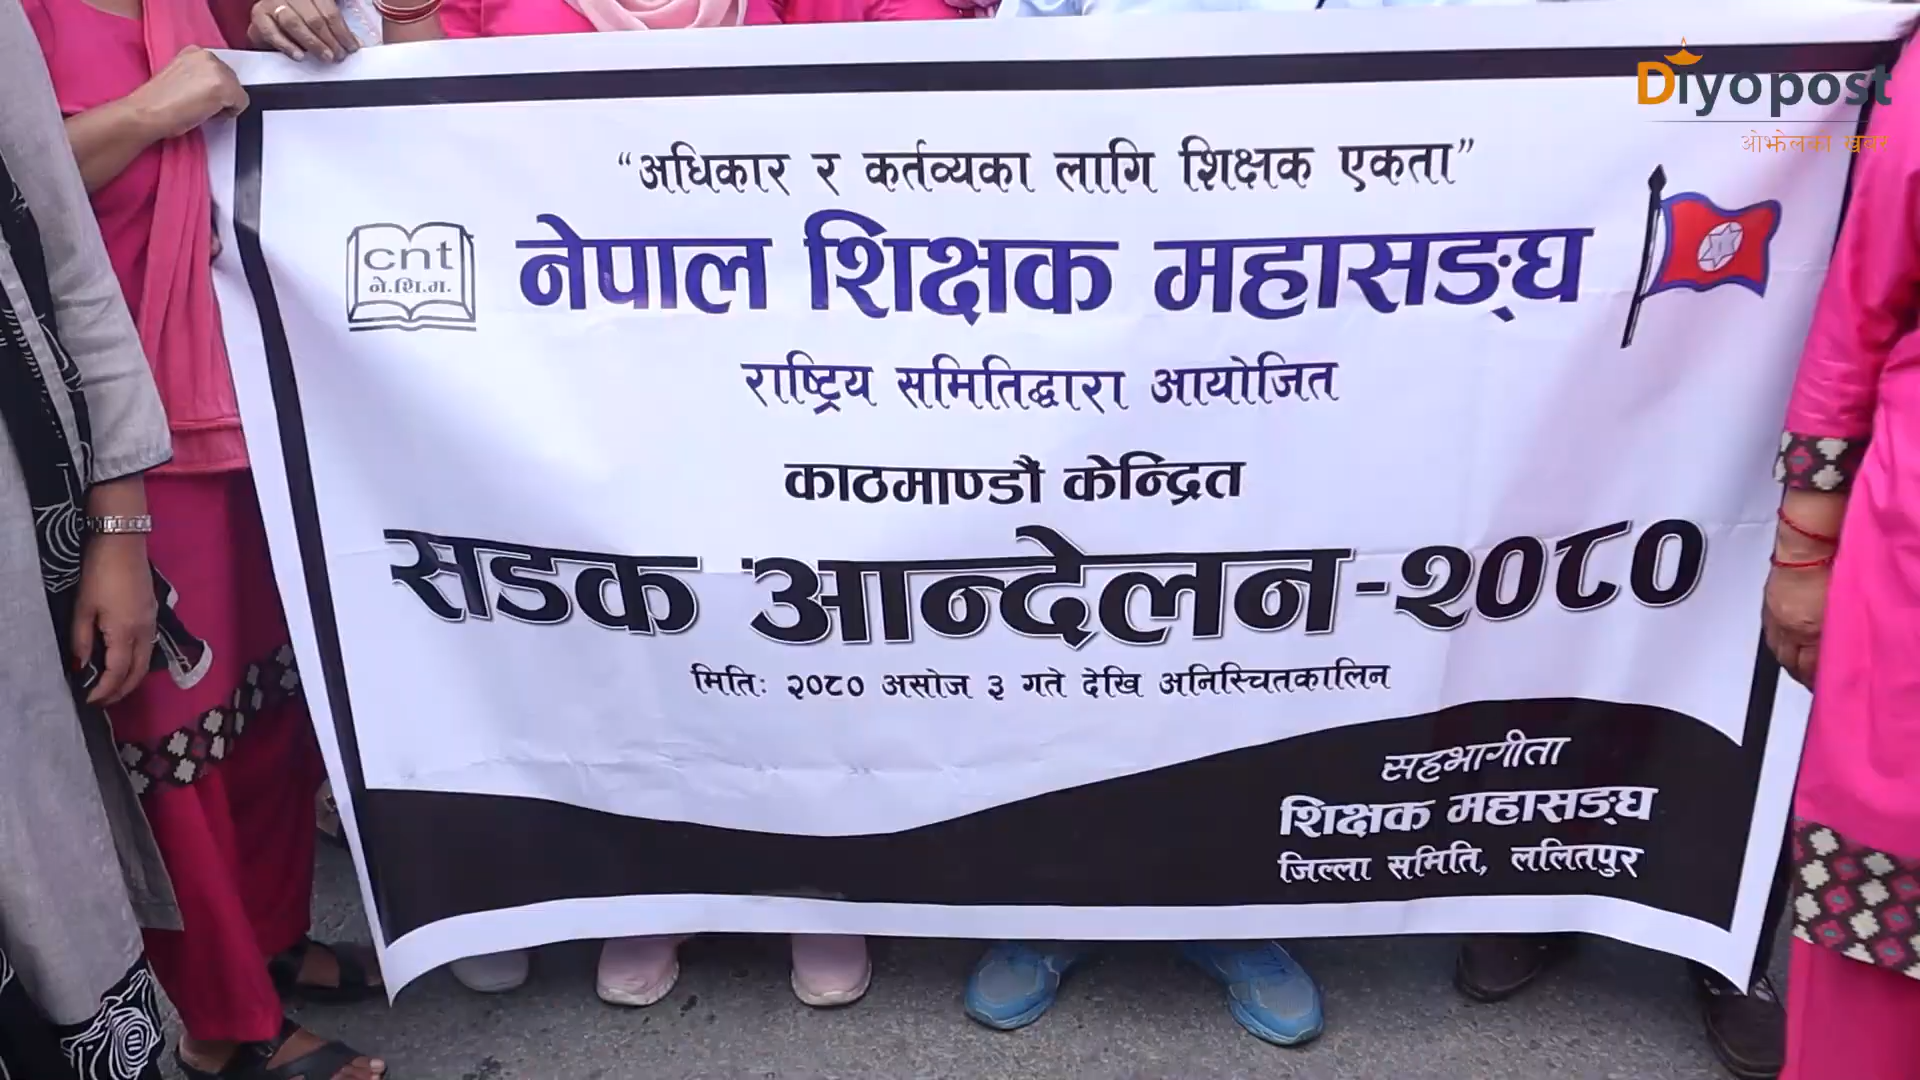 Diyopost
ओझेलको खबर
“अधिकार र कर्तव्यका लागि शिक्षक एकता”
cnt
ने.शि.म.
नेपाल शिक्षक महासङ्घ
राष्ट्रिय समितिद्वारा आयोजित
काठमाण्डौं केन्द्रित
सडक आन्देलन-२०८०
मितिः २०८० असोज ३ गते देखि अनिस्चितकालिन
सहभागीता
शिक्षक महासङ्घ
जिल्ला समिति, ललितपुर